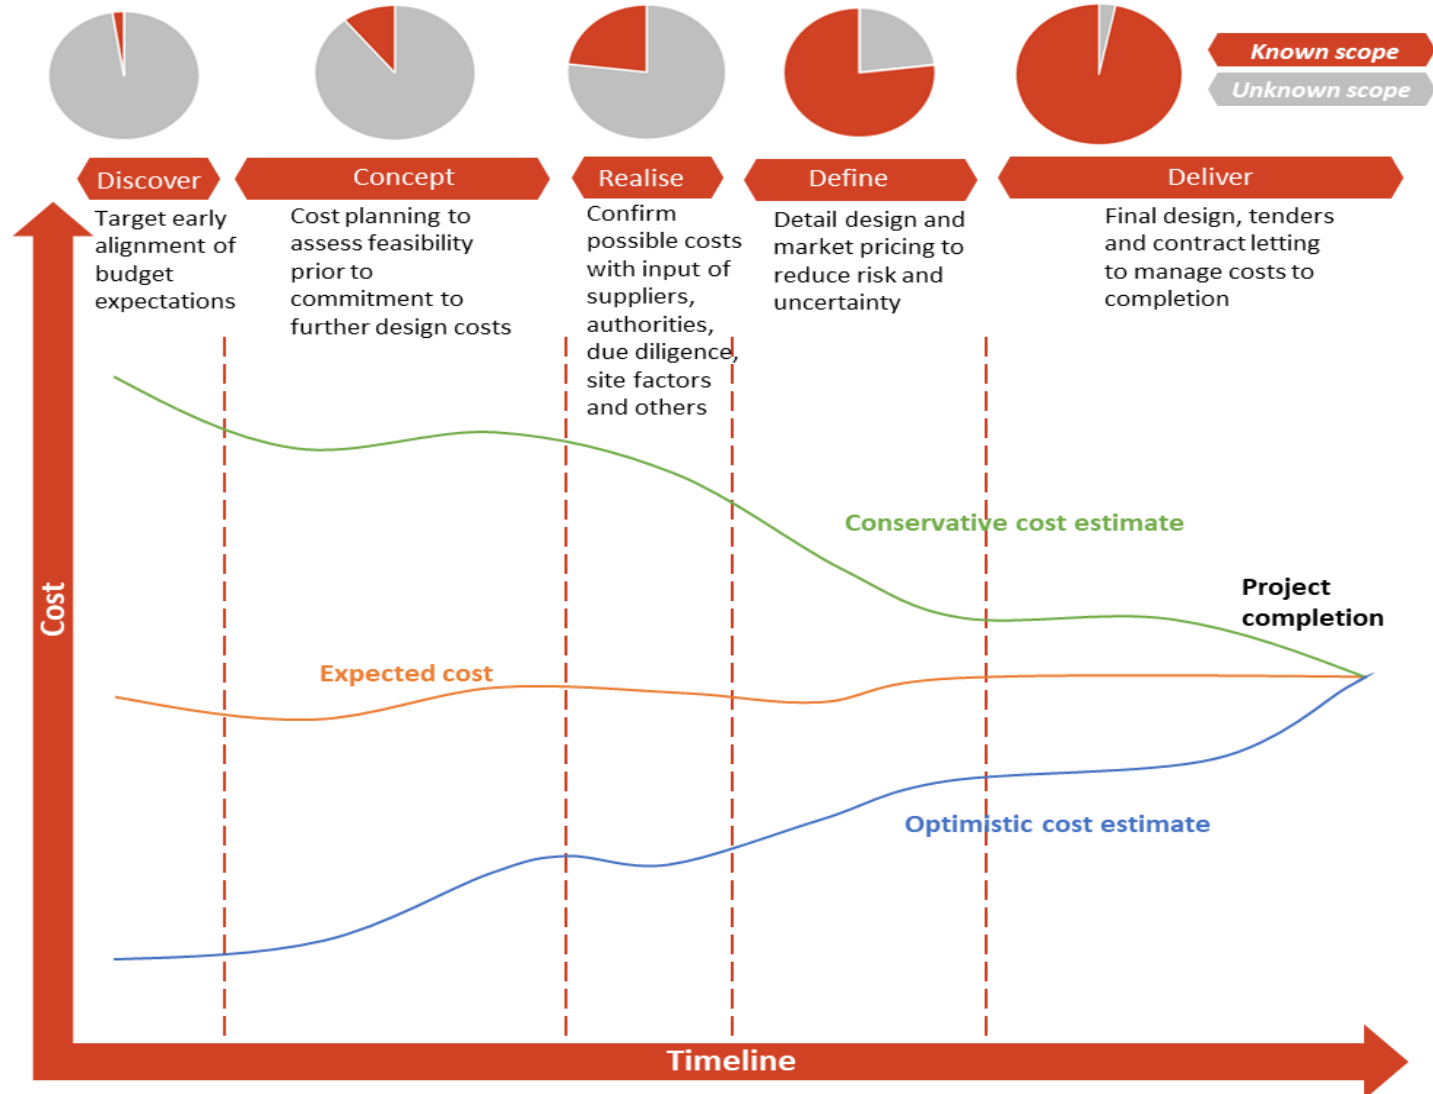 Known scope
Unknown scope
Discover
Concept
Realise
Define
Deliver
Target early
alignment of
budget
expectations
Cost planning to
assess feasibility
prior to
commitment to
further design costs
Confirm
possible costs
with input of
suppliers,
authorities,
due diligence,
site factors
and others
Detail design and
market pricing to
reduce risk and
uncertainty
Final design, tenders
and contract letting
to manage costs to
completion
Conservative cost estimate
Project
completion
Cost
Expected cost
Optimistic cost estimate
Timeline